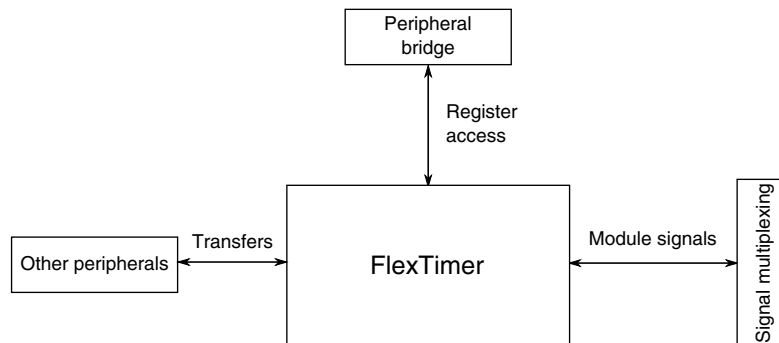 Peripheral
bridge
Register
access
Other peripherals
Transfers
FlexTimer
Module signals
Signal multiplexing